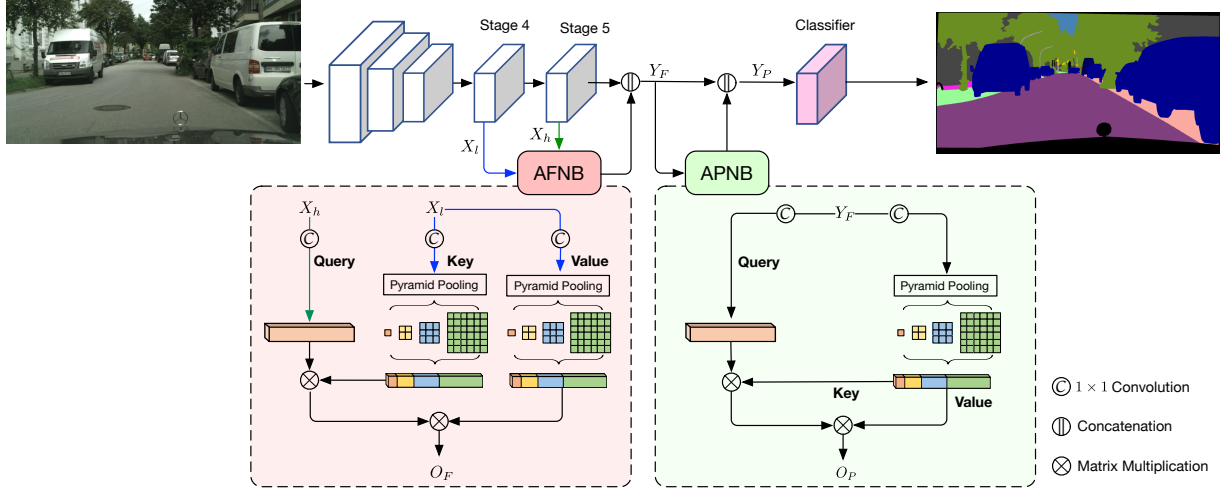 Stage 4
Stage 5
Classifier
Y_F
Y_P
X_l
X_h
AFNB
APNB
X_h
X_l
Y_F
C
C
C
C
C
Query
Key
Value
Query
Pyramid Pooling
Pyramid Pooling
Pyramid Pooling
Key
Value
O_F
O_P
C 1 × 1 Convolution
Concatenation
Matrix Multiplication